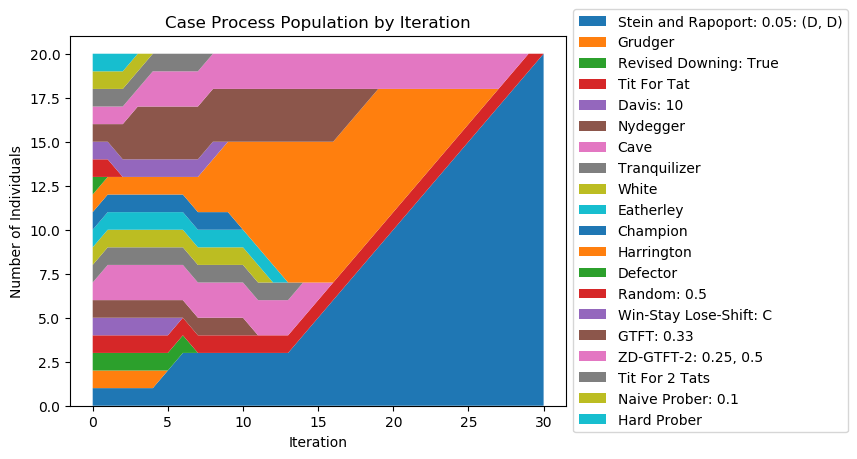 Case Process Population by Iteration
20.0
17.5
15.0
12.5
10.0
7.5
5.0
2.5
0.0
Number of Individuals
0 5 10 15 20 25 30
Iteration
Stein and Rapoport: 0.05: (D, D)
Grudger
Revised Downing: True
Tit For Tat
Davis: 10
Nydegger
Cave
Tranquilizer
White
Eatherley
Champion
Harrington
Defector
Random: 0.5
Win-Stay Lose-Shift: C
GTFT: 0.33
ZD-GTFT-2: 0.25, 0.5
Tit For 2 Tats
Naive Prober: 0.1
Hard Prober